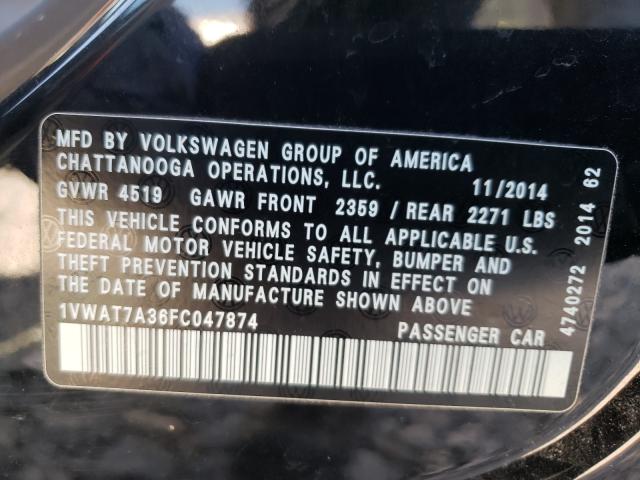 MFD BY VOLKSWAGEN GROUP OF AMERICA
CHATTANOOGA OPERATIONS, LLC. 11/2014
GVWR 4519 GAWR FRONT 2359 / REAR 2271 LBS
THIS VEHICLE CONFORMS TO ALL APPLICABLE U.S.
FEDERAL MOTOR VEHICLE SAFETY, BUMPER AND
THEFT PREVENTION STANDARDS IN EFFECT ON
THE DATE OF MANUFACTURE SHOWN ABOVE
1VWAT7A36FC047874 PASSENGER CAR
4740272 2014 62